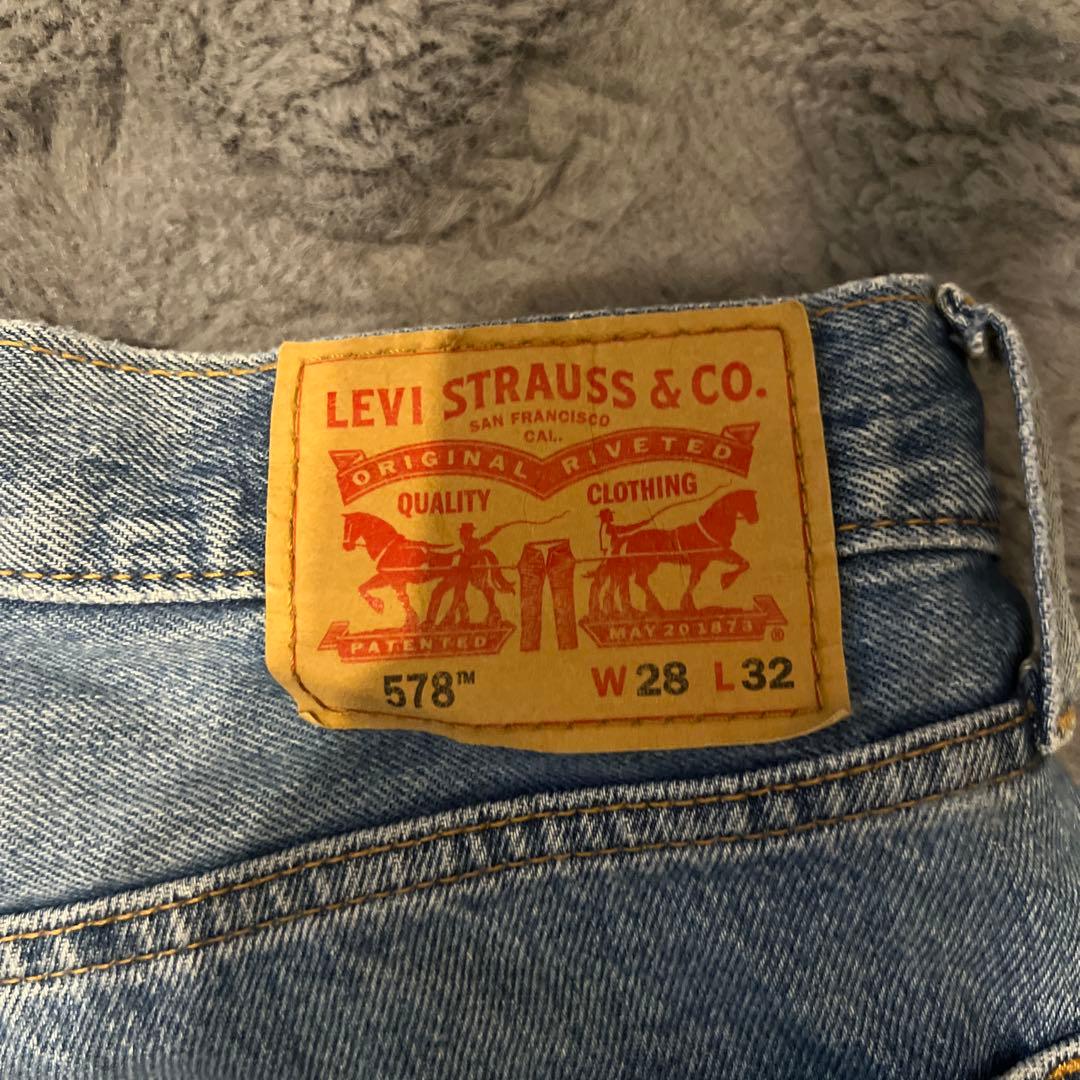 LEVI STRAUSS & CO.
SAN FRANCISCO
CAL.
ORIGINAL RIVETED
QUALITY CLOTHING
PATENTED MAY 20 1873 ®
578™ W 28 L 32